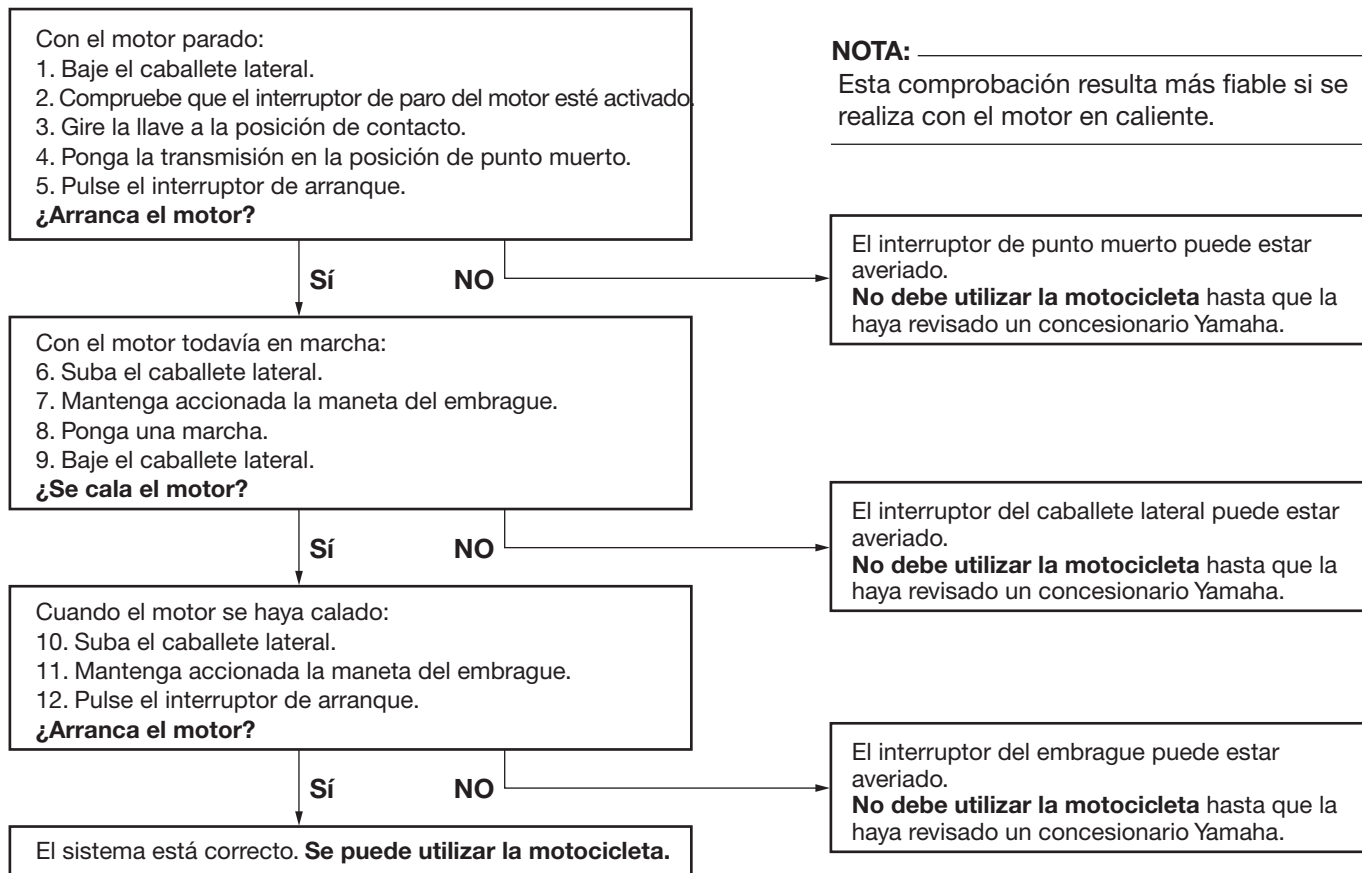 Con el motor parado:
1. Baje el caballete lateral.
2. Compruebe que el interruptor de paro del motor esté activado.
3. Gire la llave a la posición de contacto.
4. Ponga la transmisión en la posición de punto muerto.
5. Pulse el interruptor de arranque.
¿Arranca el motor?
NOTA:
Esta comprobación resulta más fiable si se
realiza con el motor en caliente.
Sí NO
El interruptor de punto muerto puede estar
averiado.
No debe utilizar la motocicleta hasta que la
haya revisado un concesionario Yamaha.
Con el motor todavía en marcha:
6. Suba el caballete lateral.
7. Mantenga accionada la maneta del embrague.
8. Ponga una marcha.
9. Baje el caballete lateral.
¿Se cala el motor?
Sí NO
El interruptor del caballete lateral puede estar
averiado.
No debe utilizar la motocicleta hasta que la
haya revisado un concesionario Yamaha.
Cuando el motor se haya calado:
10. Suba el caballete lateral.
11. Mantenga accionada la maneta del embrague.
12. Pulse el interruptor de arranque.
¿Arranca el motor?
Sí NO
El interruptor del embrague puede estar
averiado.
No debe utilizar la motocicleta hasta que la
haya revisado un concesionario Yamaha.
El sistema está correcto. Se puede utilizar la motocicleta.